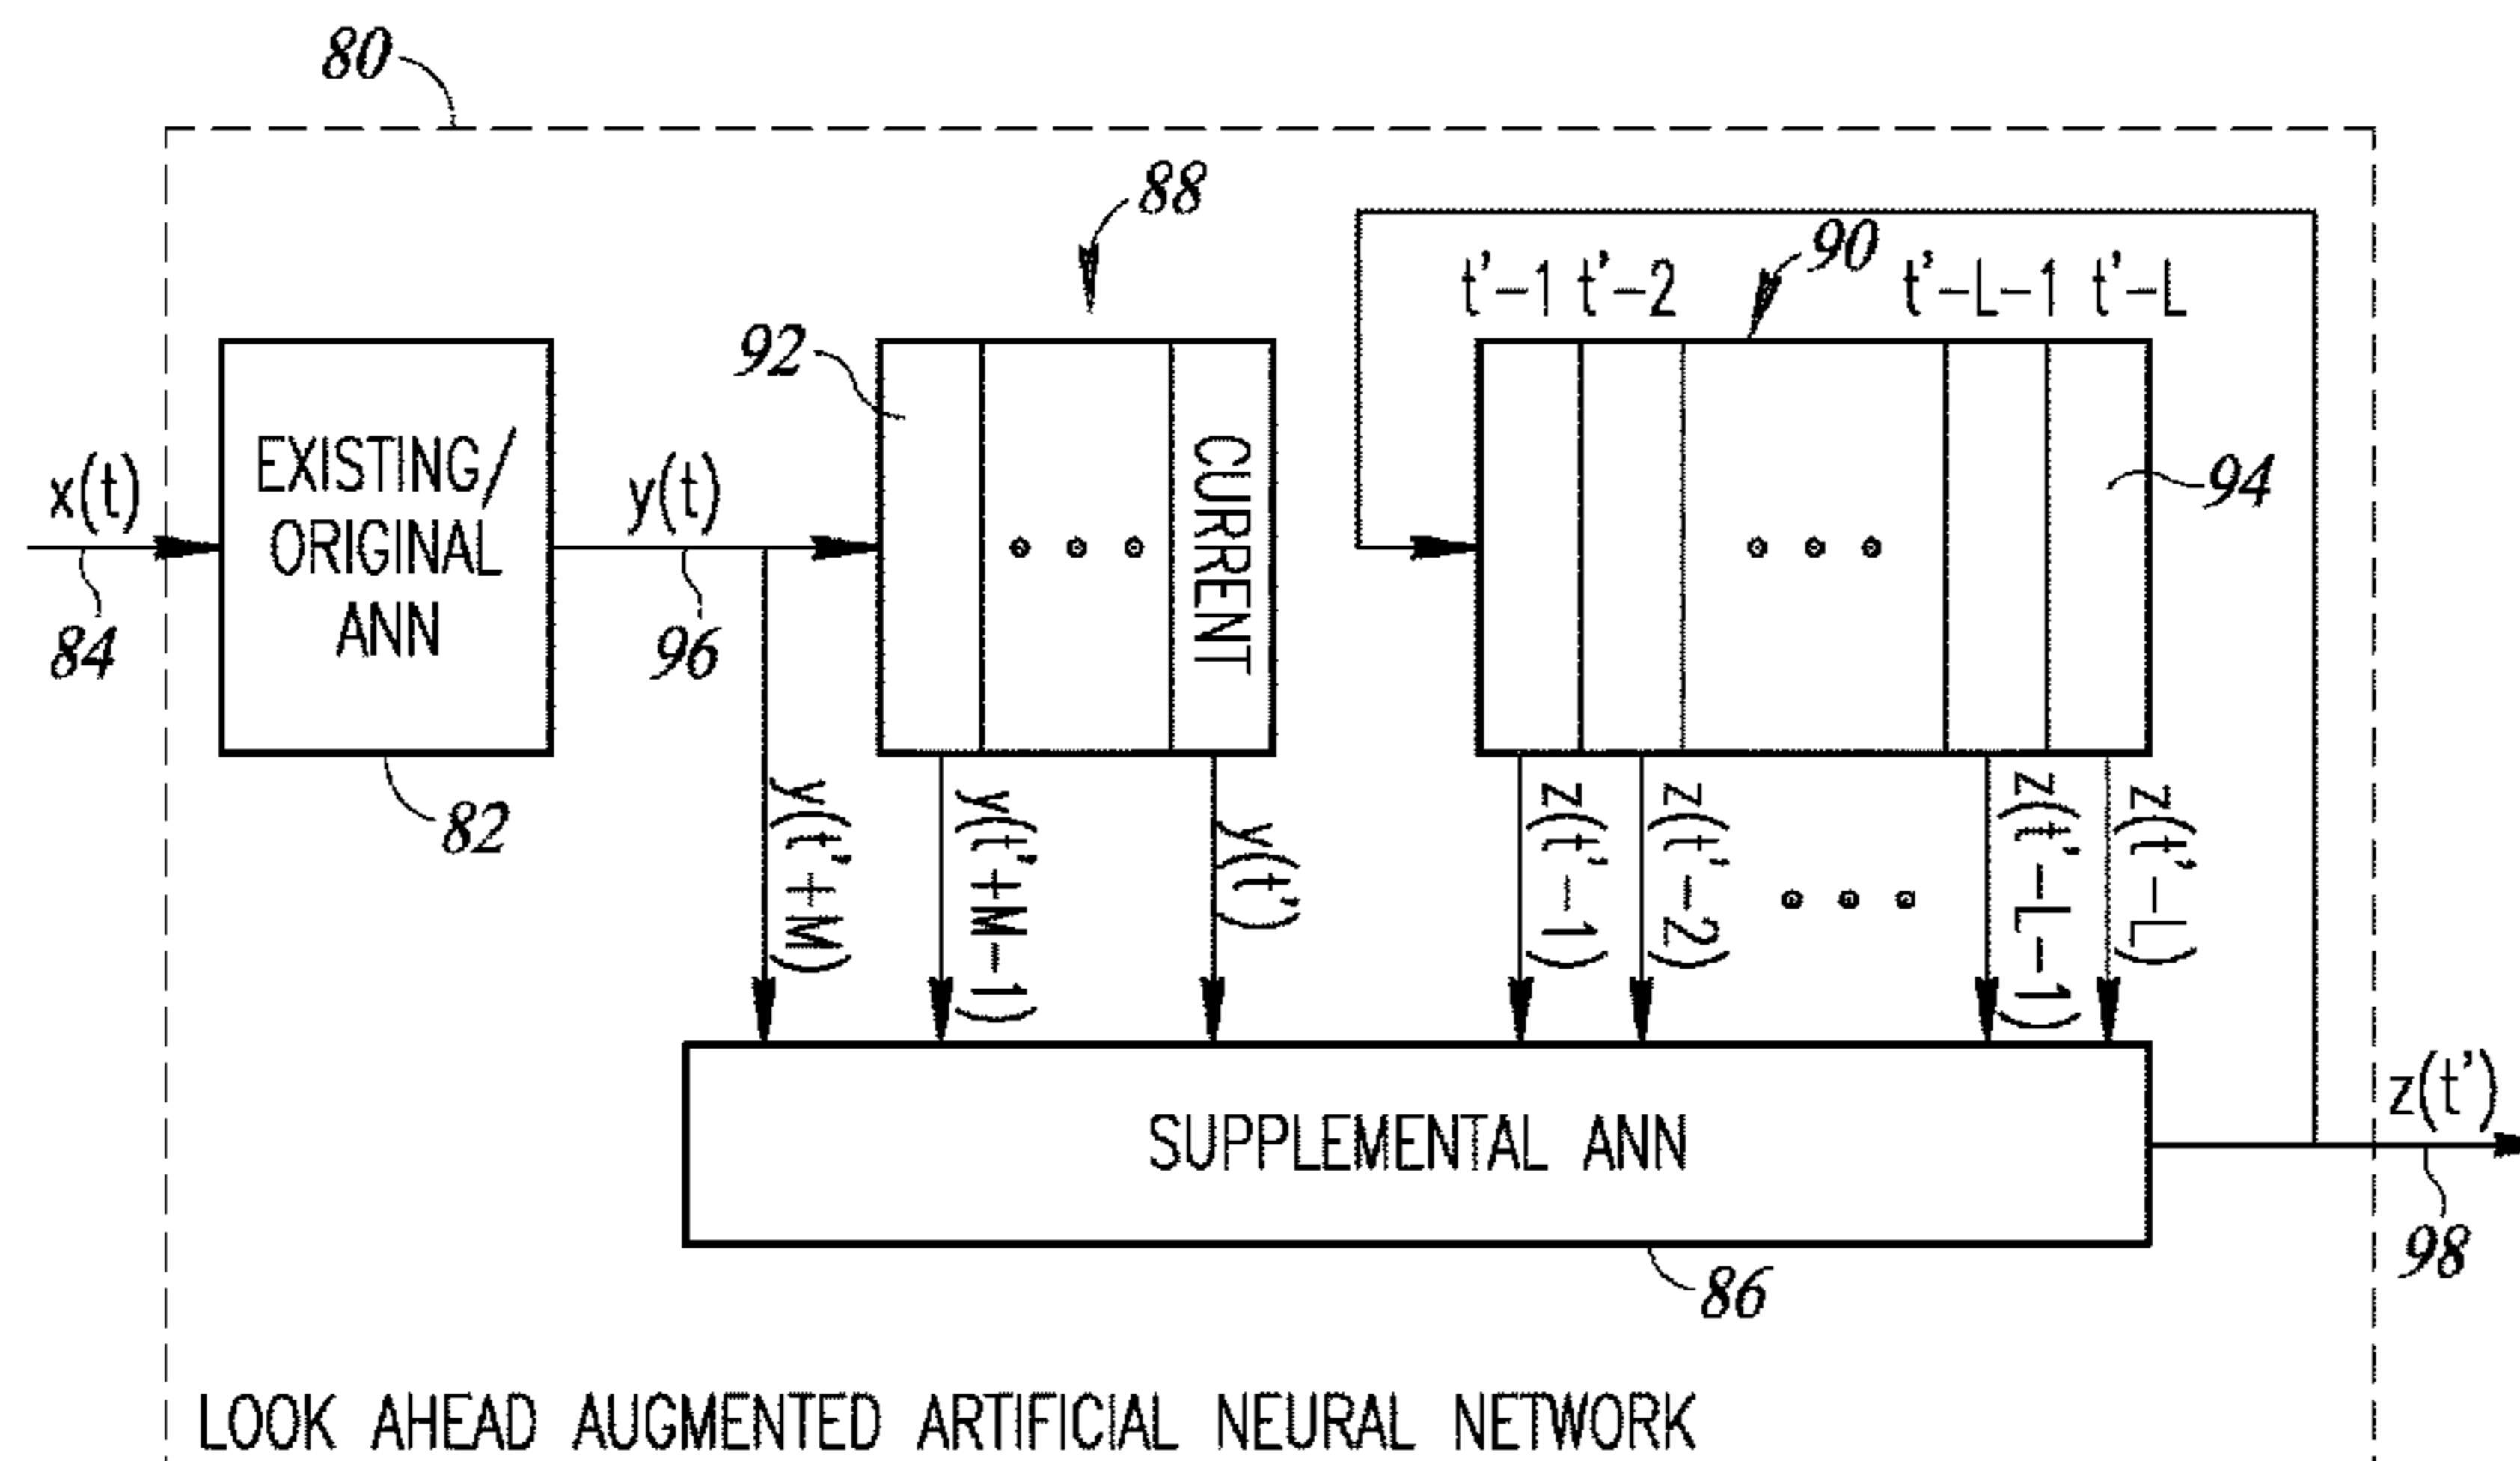 80
88
90
t'-1 t'-2 t'-L-1 t'-L
92
EXISTING/
ORIGINAL
ANN
x(t)
y(t)
CURRENT
94
84
96
82
y(t'+M)
y(t'+M-1)
y(t')
z(t'-1)
z(t'-2)
z(t'-L-1)
z(t'-L)
SUPPLEMENTAL ANN
z(t')
98
86
LOOK AHEAD AUGMENTED ARTIFICIAL NEURAL NETWORK